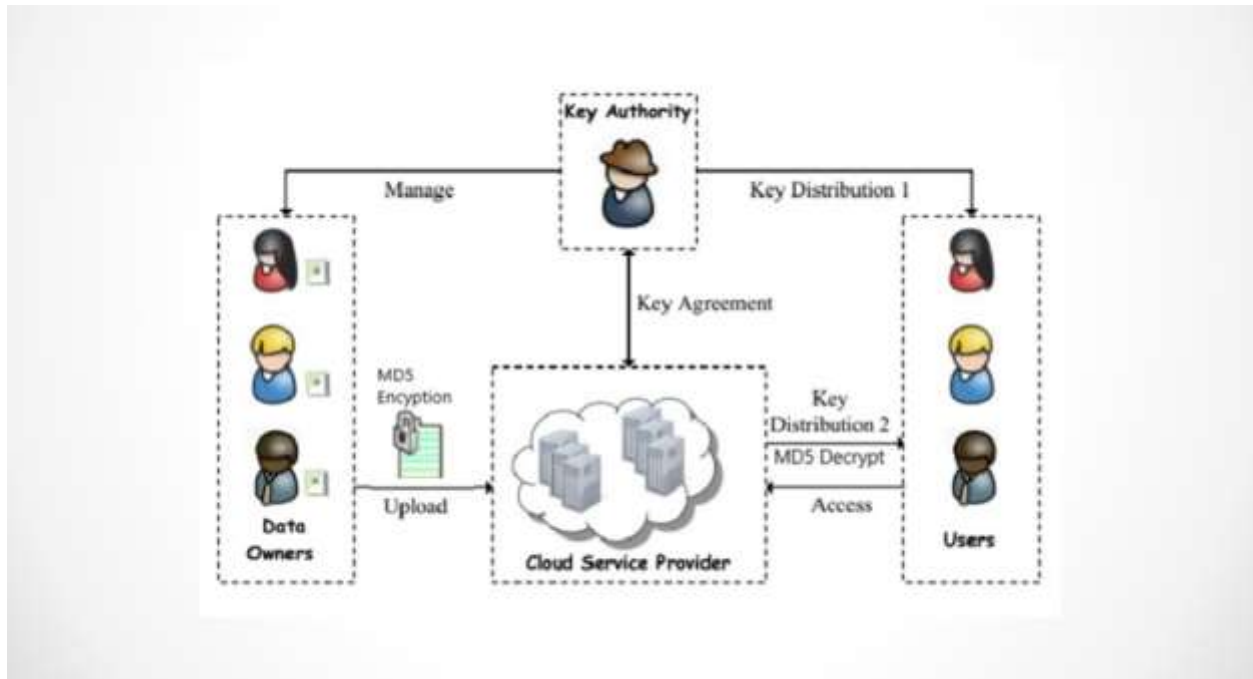 Key Authority
Manage
Key Distribution 1
Key Agreement
MD5
Encyption
Key
Distribution 2
MD5 Decrypt
Upload
Access
Data
Owners
Cloud Service Provider
Users